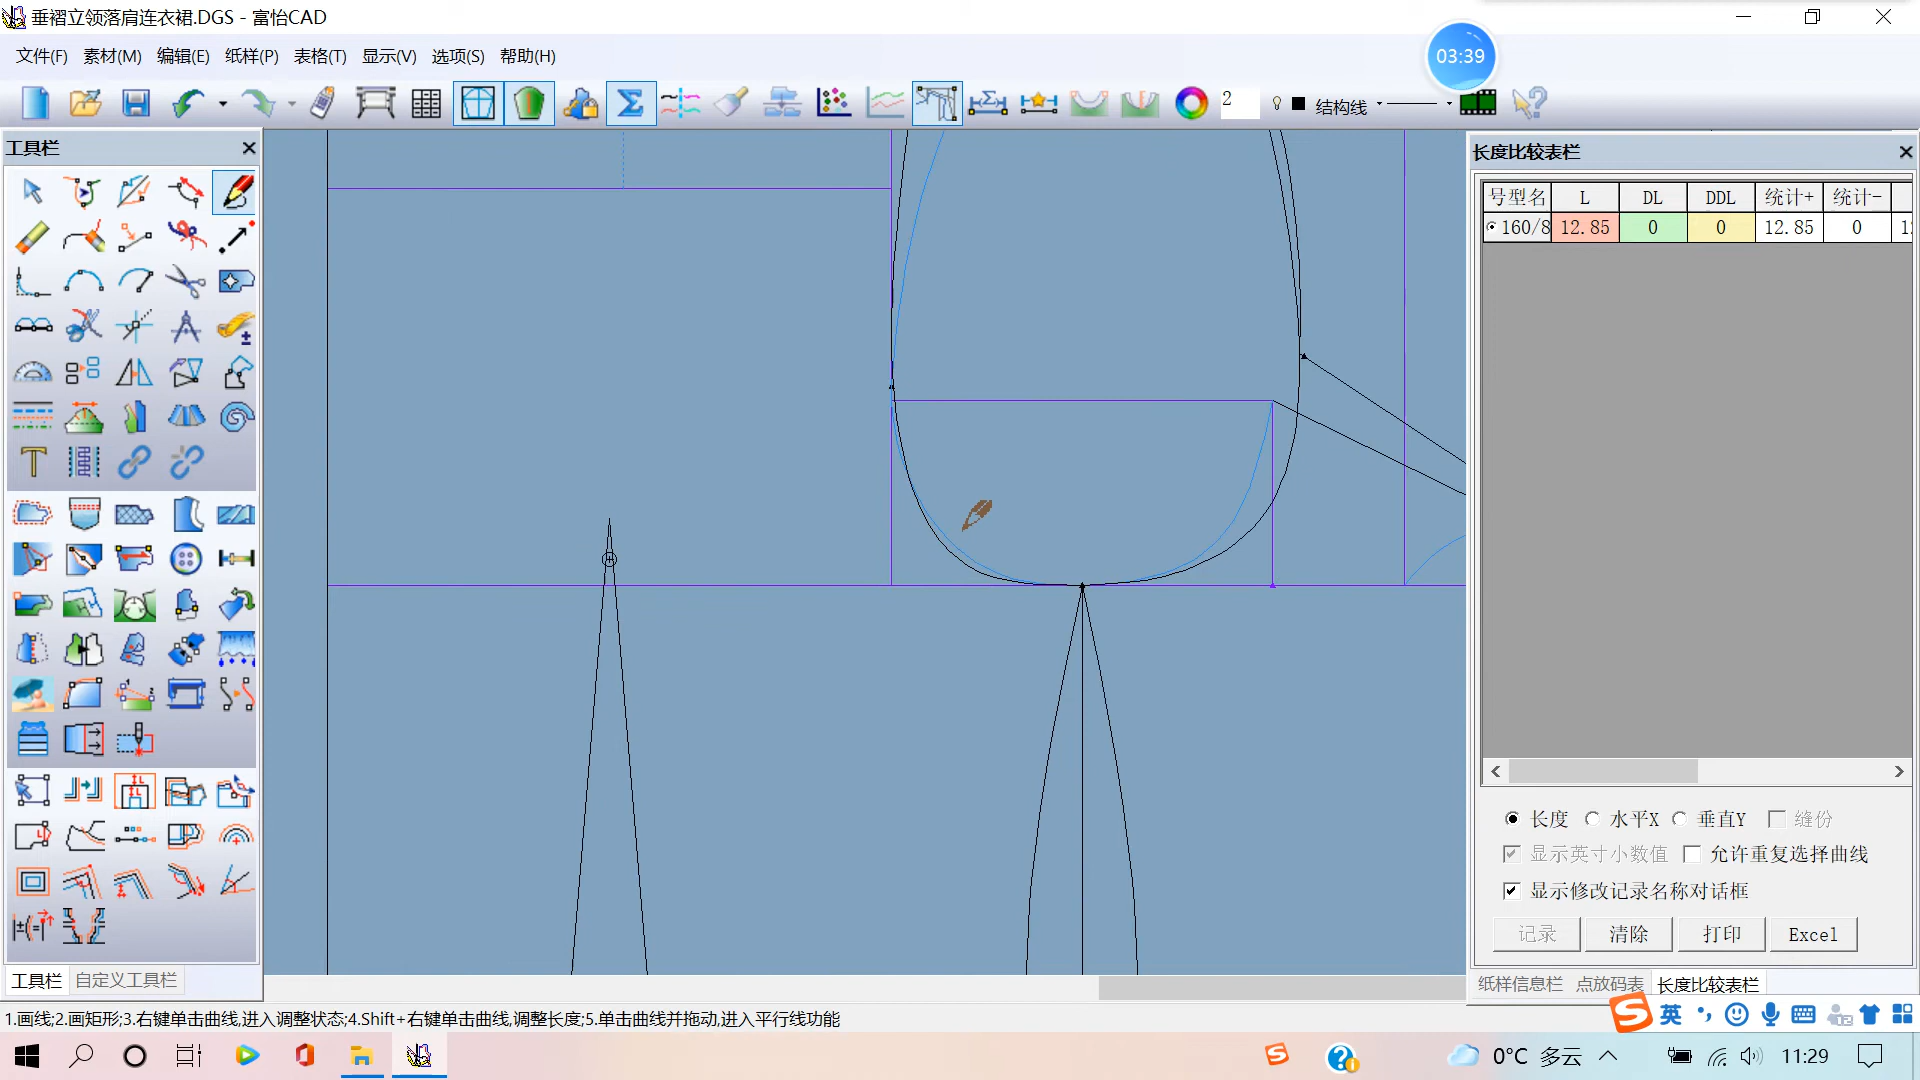 垂褶立领落肩连衣裙.DGS - 富怡CAD
文件(F) 素材(M) 编辑(E) 纸样(P) 表格(T) 显示(V) 选项(S) 帮助(H)
03:39
2 结构线
工具栏
长度比较表栏
号型名 L DL DDL 统计+ 统计-
160/8 12.85 0 0 12.85 0
长度 水平X 垂直Y 缝份
显示英寸小数值 允许重复选择曲线
显示修改记录名称对话框
记录 清除 打印 Excel
工具栏 自定义工具栏
纸样信息栏 点放码表 长度比较表栏
1.画线;2.画矩形;3.右键单击曲线,进入调整状态;4.Shift+右键单击曲线,调整长度;5.单击曲线并拖动,进入平行线功能
英
0°C 多云 11:29